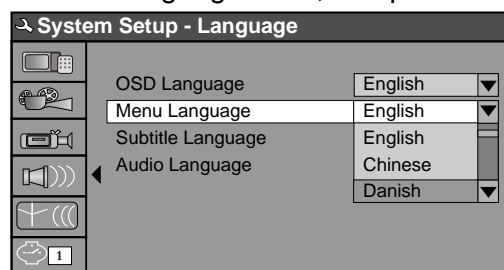 System Setup - Language
OSD Language English
Menu Language English
Subtitle Language English
Audio Language Chinese
Danish
1